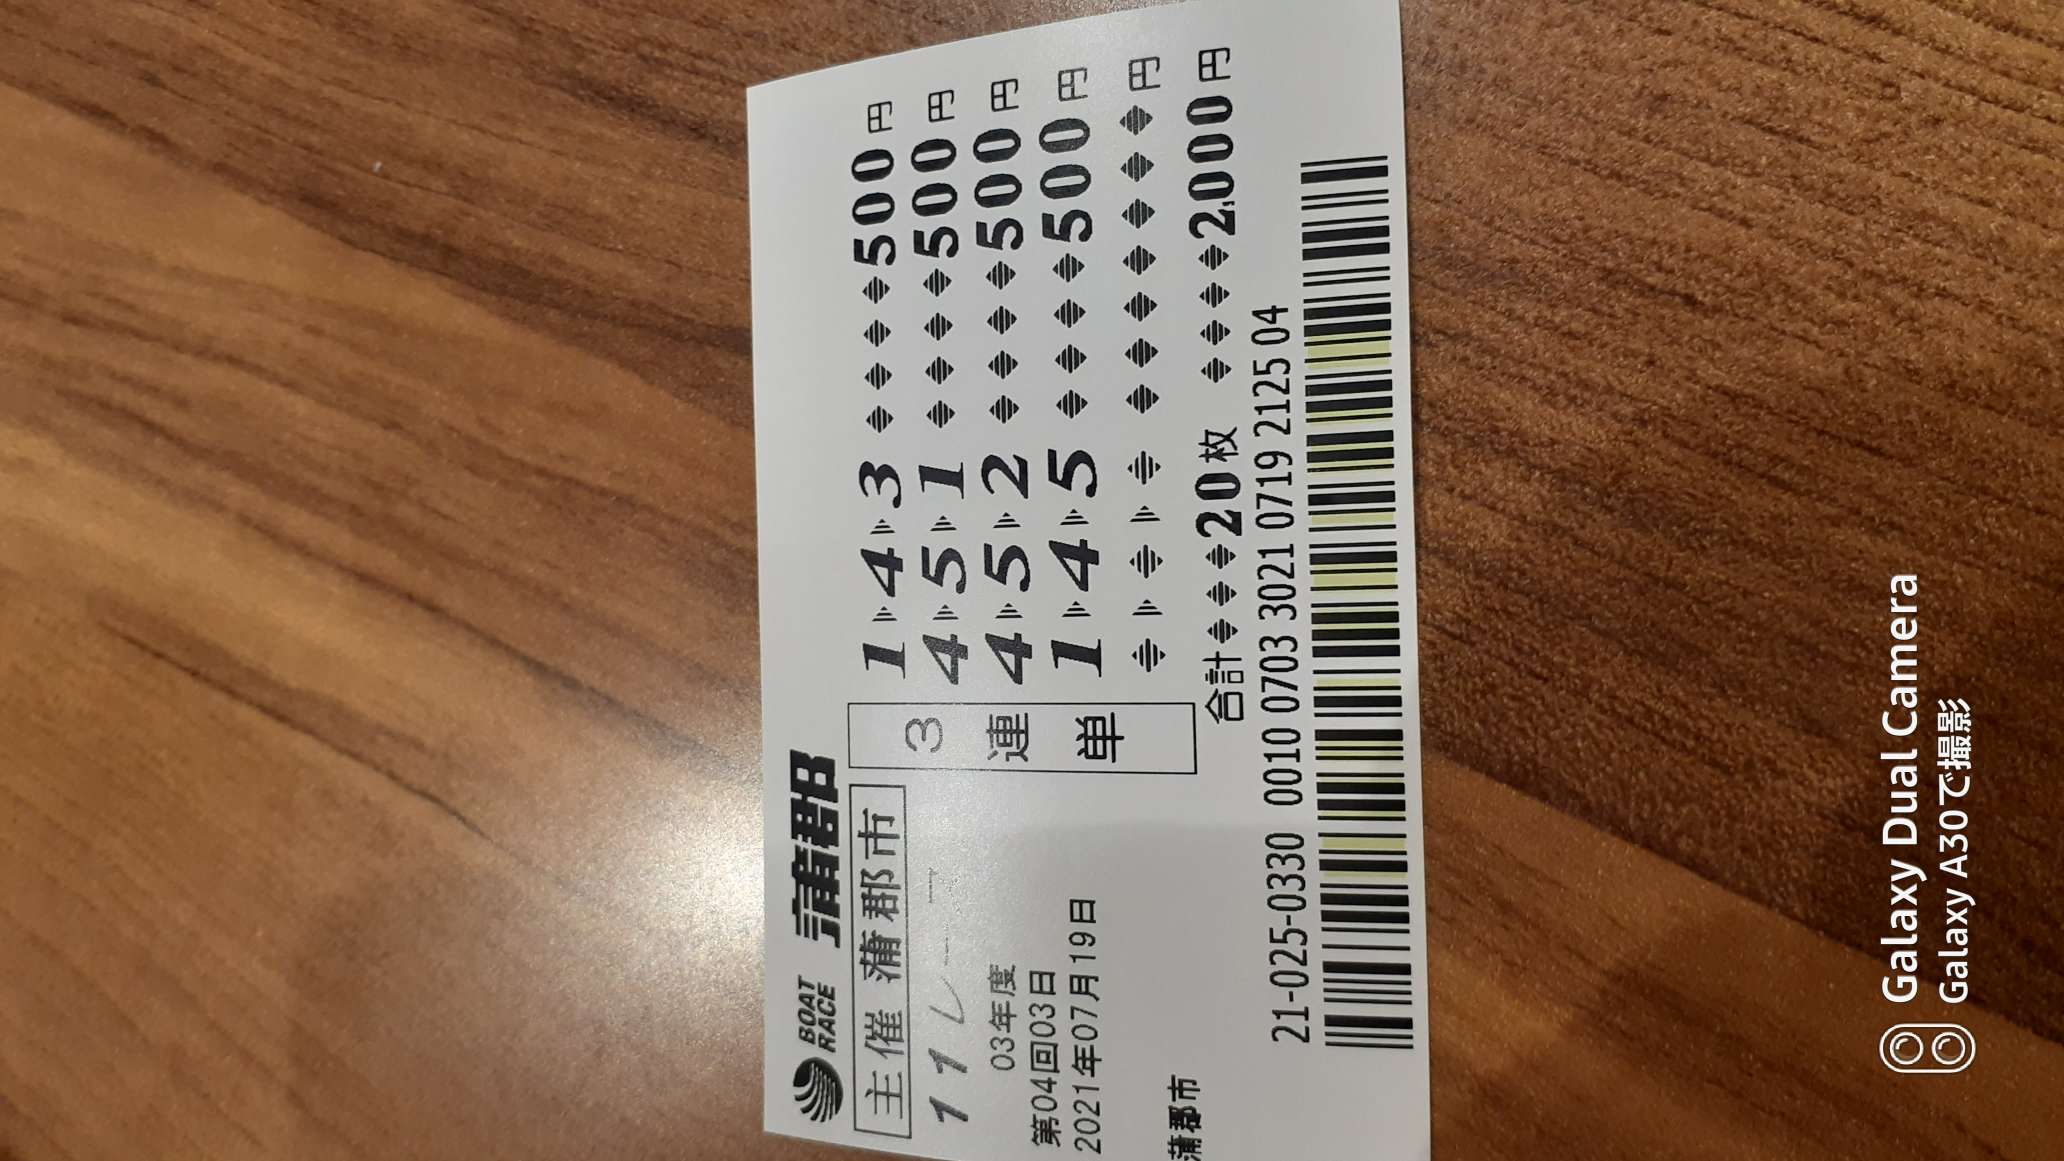 BOAT RACE 蒲郡
主催 蒲郡市
11レース
03年度
第04回03日
2021年07月19日
蒲郡市
3連単
1▶4▶3 ◆◆◆◆500円
4▶5▶1 ◆◆◆◆500円
4▶5▶2 ◆◆◆◆500円
1▶4▶5 ◆◆◆◆500円
◆▶◆▶◆ ◆◆◆◆◆◆◆円
合計◆◆◆20枚 ◆◆◆◆2,000円
21-025-0330 0010 0703 3021 0719 2125 04
Galaxy Dual Camera
Galaxy A30で撮影